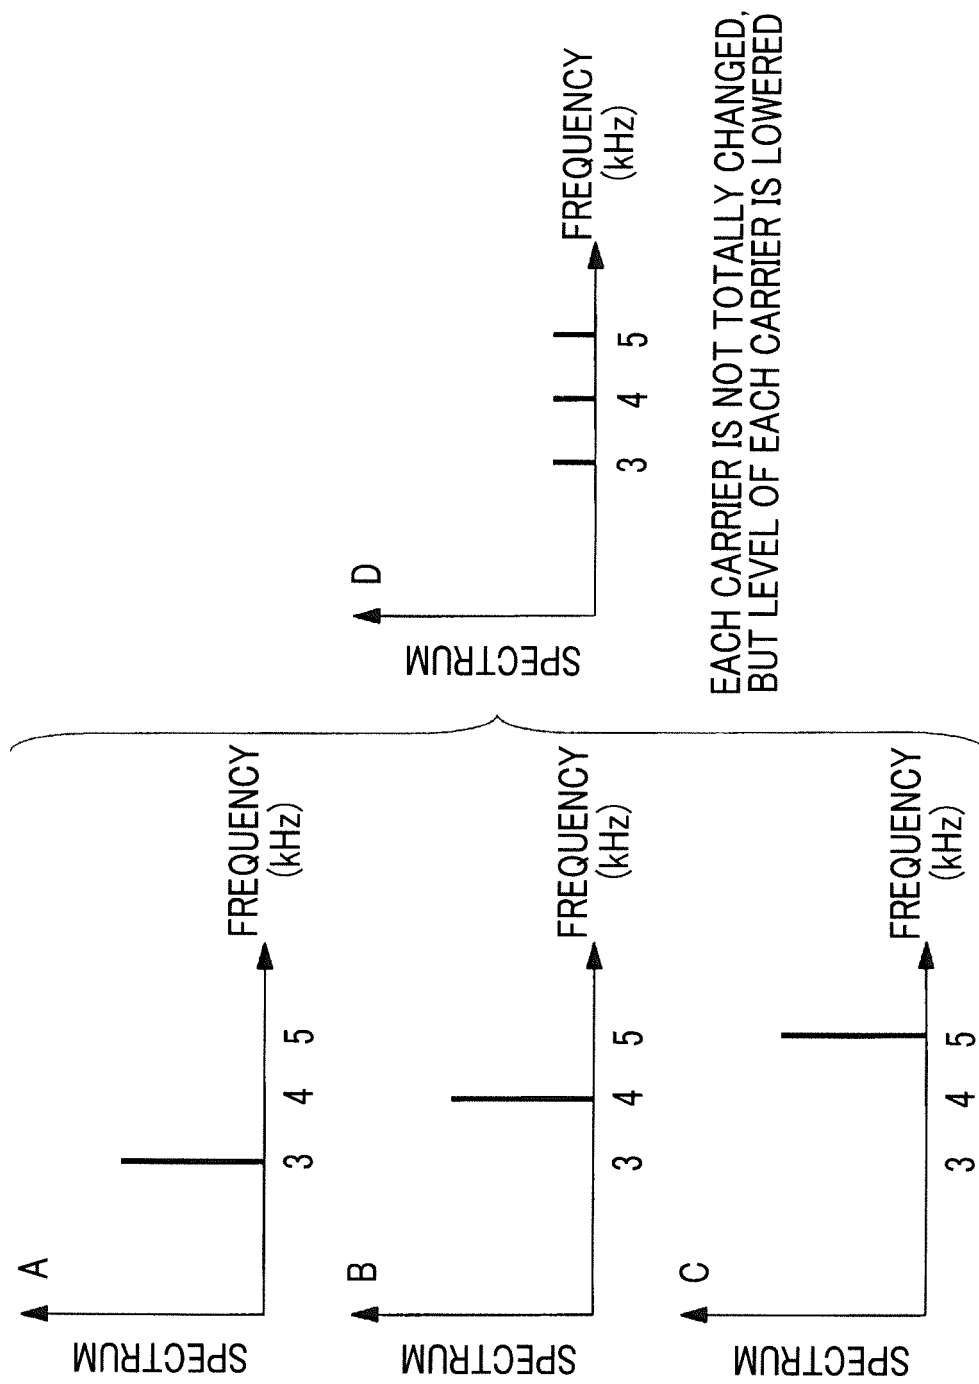 A
SPECTRUM
3 4 5
FREQUENCY
(kHz)
B
SPECTRUM
3 4 5
FREQUENCY
(kHz)
C
SPECTRUM
3 4 5
FREQUENCY
(kHz)
D
SPECTRUM
3 4 5
FREQUENCY
(kHz)
EACH CARRIER IS NOT TOTALLY CHANGED,
BUT LEVEL OF EACH CARRIER IS LOWERED